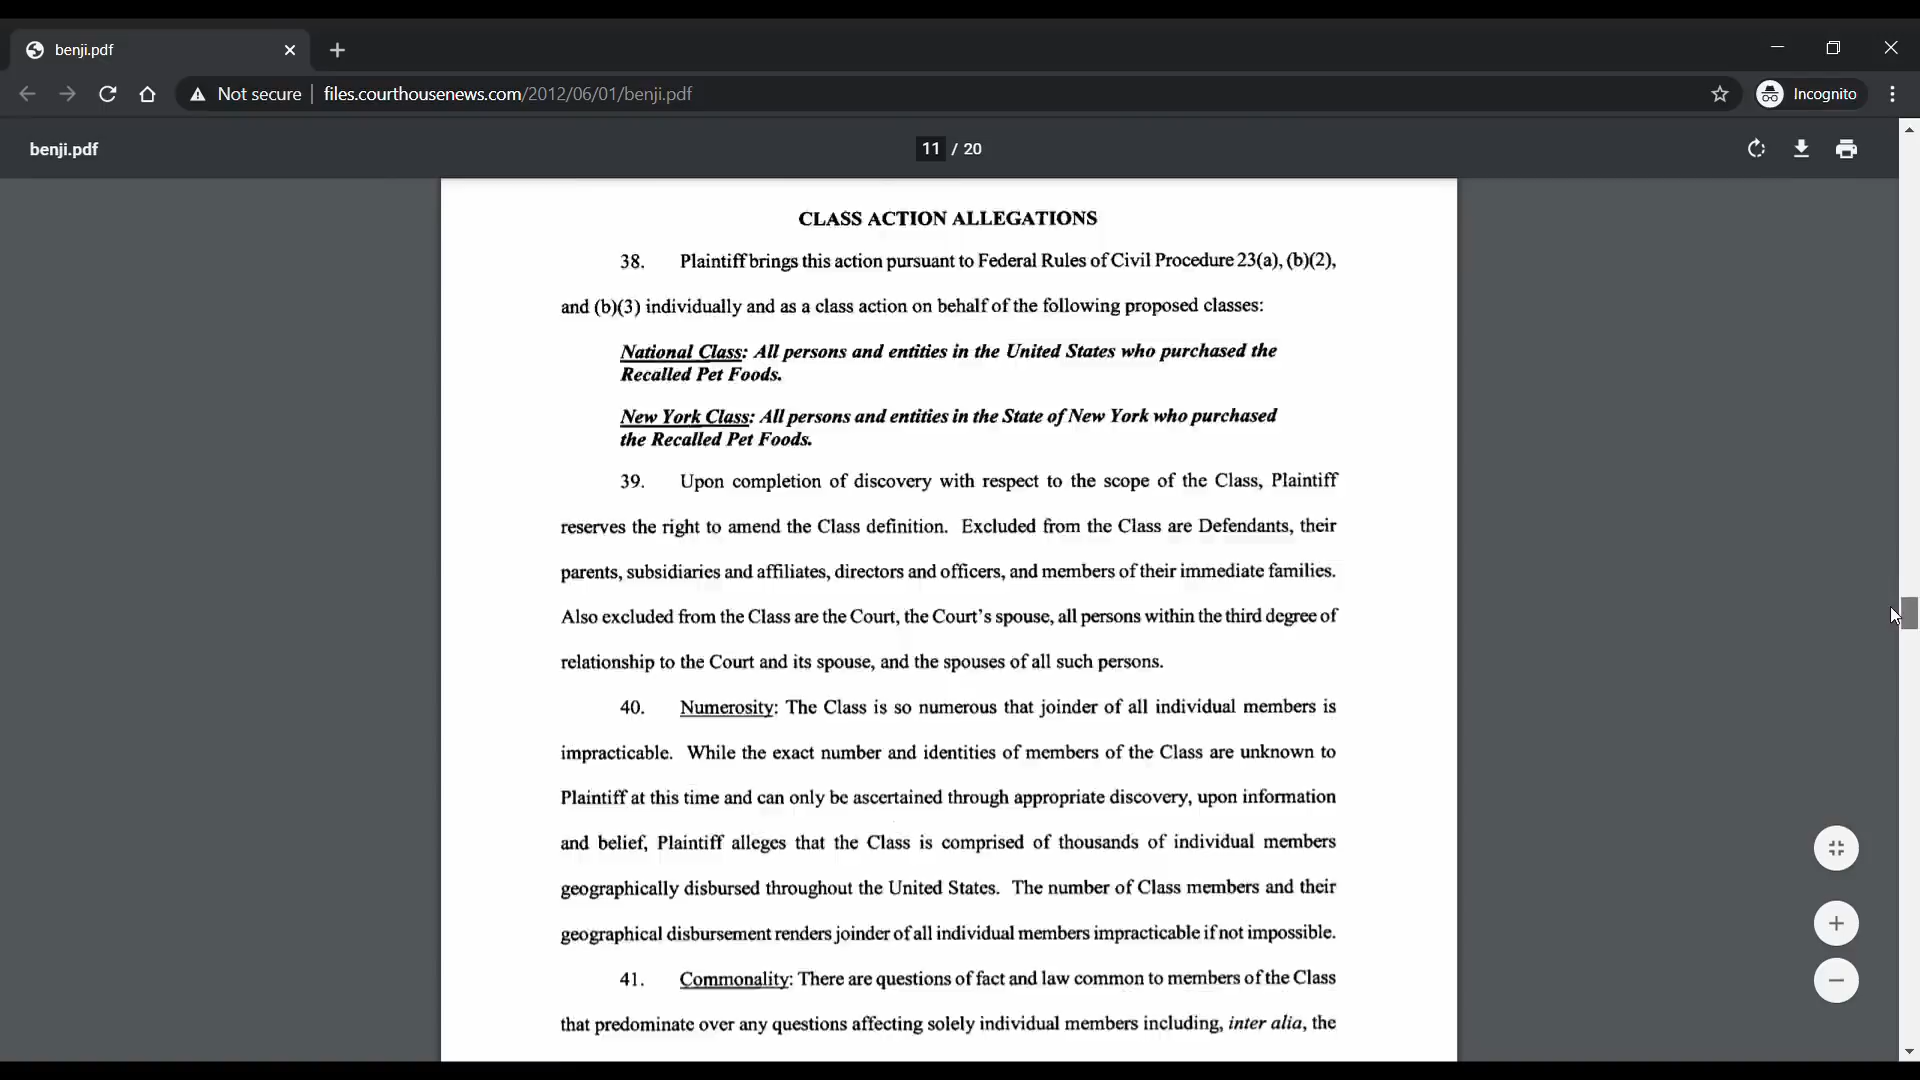 benji.pdf
Not secure
files.courthousenews.com/2012/06/01/benji.pdf
Incognito
benji.pdf
11 / 20
CLASS ACTION ALLEGATIONS
38. Plaintiff brings this action pursuant to Federal Rules of Civil Procedure 23(a), (b)(2),
and (b)(3) individually and as a class action on behalf of the following proposed classes:
National Class: All persons and entities in the United States who purchased the
Recalled Pet Foods.
New York Class: All persons and entities in the State of New York who purchased
the Recalled Pet Foods.
39. Upon completion of discovery with respect to the scope of the Class, Plaintiff
reserves the right to amend the Class definition. Excluded from the Class are Defendants, their
parents, subsidiaries and affiliates, directors and officers, and members of their immediate families.
Also excluded from the Class are the Court, the Court's spouse, all persons within the third degree of
relationship to the Court and its spouse, and the spouses of all such persons.
40. Numerosity: The Class is so numerous that joinder of all individual members is
impracticable. While the exact number and identities of members of the Class are unknown to
Plaintiff at this time and can only be ascertained through appropriate discovery, upon information
and belief, Plaintiff alleges that the Class is comprised of thousands of individual members
geographically disbursed throughout the United States. The number of Class members and their
geographical disbursement renders joinder of all individual members impracticable if not impossible.
41. Commonality: There are questions of fact and law common to members of the Class
that predominate over any questions affecting solely individual members including, inter alia, the